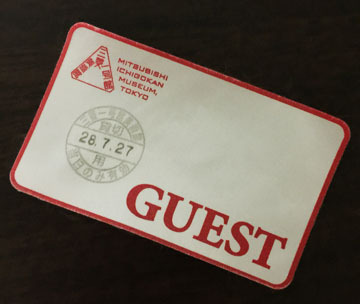 MITSUBISHI
ICHIGOKAN
MUSEUM,
TOKYO
28.7.27
GUEST